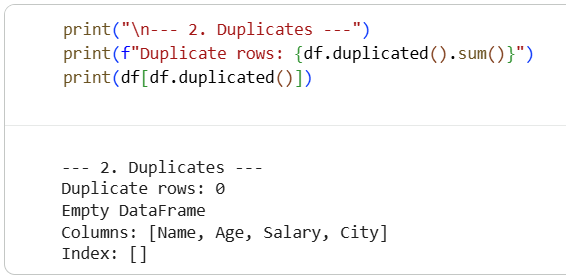 print("\n--- 2. Duplicates ---")
print(f"Duplicate rows: {df.duplicated().sum()}")
print(df[df.duplicated()])
--- 2. Duplicates ---
Duplicate rows: 0
Empty DataFrame
Columns: [Name, Age, Salary, City]
Index: []